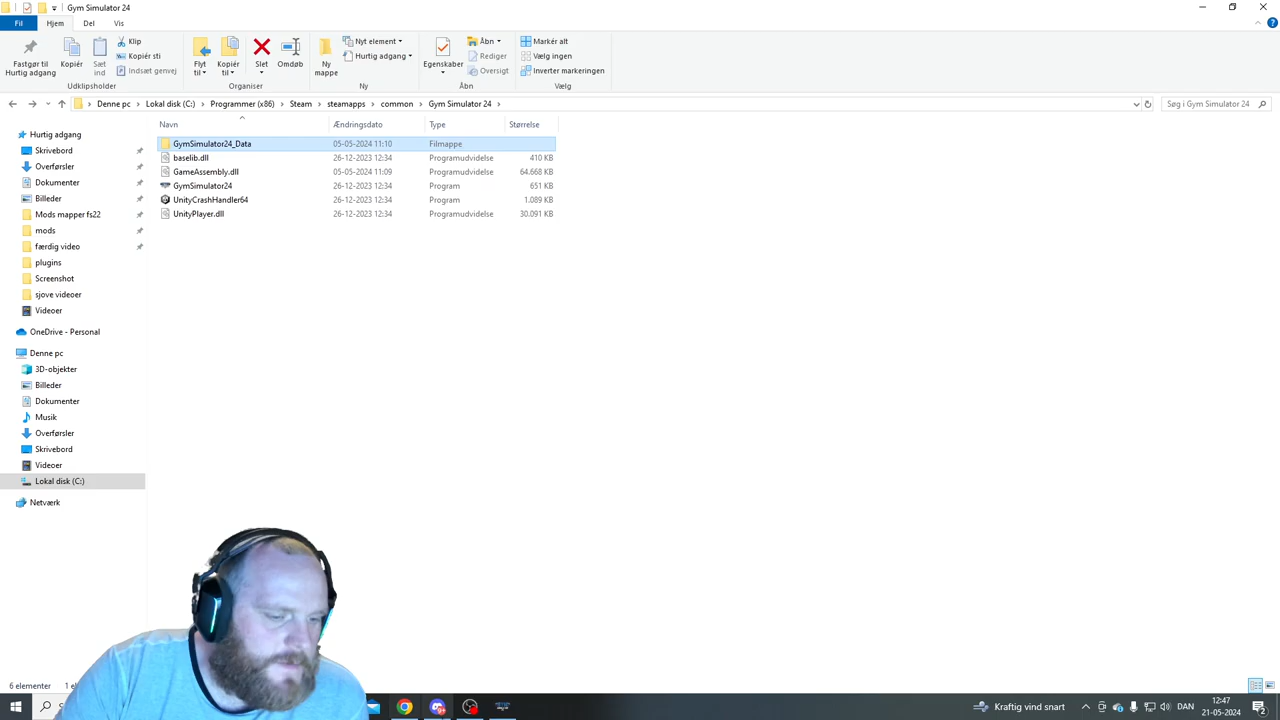 Gym Simulator 24
Fil Hjem Del Vis
Fastgør til Hurtig adgang
Kopiér
Sæt ind
Klip
Kopiér sti
Indsæt genvej
Udklipsholder
Flyt til
Kopiér til
Slet
Omdøb
Organiser
Ny mappe
Nyt element
Hurtig adgang
Ny
Egenskaber
Åbn
Rediger
Oversigt
Åbn
Markér alt
Vælg ingen
Inverter markeringen
Vælg
Denne pc > Lokal disk (C:) > Programmer (x86) > Steam > steamapps > common > Gym Simulator 24 >
Søg i Gym Simulator 24
Navn Ændringsdato Type Størrelse
GymSimulator24_Data 05-05-2024 11:10 Filmappe
baselib.dll 26-12-2023 12:34 Programudvidelse 410 KB
GameAssembly.dll 05-05-2024 11:09 Programudvidelse 64.668 KB
GymSimulator24 26-12-2023 12:34 Program 651 KB
UnityCrashHandler64 26-12-2023 12:34 Program 1.089 KB
UnityPlayer.dll 26-12-2023 12:34 Programudvidelse 30.091 KB
Hurtig adgang
Skrivebord
Overførsler
Dokumenter
Billeder
Mods mapper fs22
mods
færdig video
plugins
Screenshot
sjove videoer
Videoer
OneDrive - Personal
Denne pc
3D-objekter
Billeder
Dokumenter
Musik
Overførsler
Skrivebord
Videoer
Lokal disk (C:)
Netværk
6 elementer
Kraftig vind snart
DAN
12:47
21-05-2024